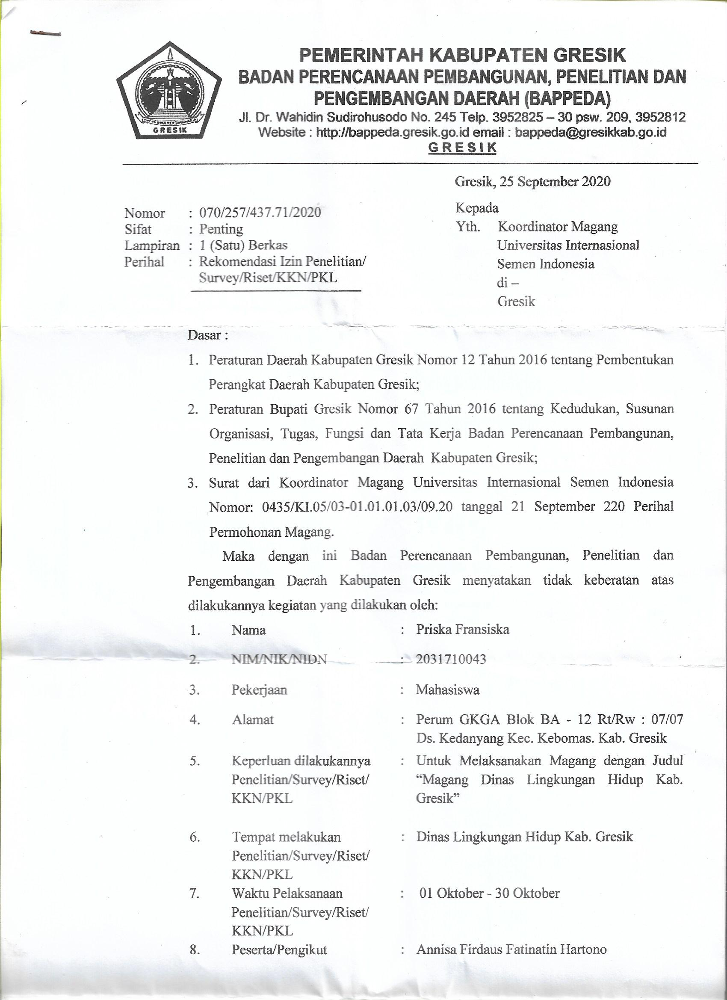 PEMERINTAH KABUPATEN GRESIK
BADAN PERENCANAAN PEMBANGUNAN, PENELITIAN DAN
PENGEMBANGAN DAERAH (BAPPEDA)
Jl. Dr. Wahidin Sudirohusodo No. 245 Telp. 3952825 – 30 psw. 209, 3952812
Website : http://bappeda.gresik.go.id email : bappeda@gresikkab.go.id
GRESIK
GRESIK
Gresik, 25 September 2020
Nomor : 070/257/437.71/2020
Sifat : Penting
Lampiran : 1 (Satu) Berkas
Perihal : Rekomendasi Izin Penelitian/
Survey/Riset/KKN/PKL
Kepada
Yth. Koordinator Magang
Universitas Internasional
Semen Indonesia
di –
Gresik
Dasar :
1. Peraturan Daerah Kabupaten Gresik Nomor 12 Tahun 2016 tentang Pembentukan
Perangkat Daerah Kabupaten Gresik;
2. Peraturan Bupati Gresik Nomor 67 Tahun 2016 tentang Kedudukan, Susunan
Organisasi, Tugas, Fungsi dan Tata Kerja Badan Perencanaan Pembangunan,
Penelitian dan Pengembangan Daerah Kabupaten Gresik;
3. Surat dari Koordinator Magang Universitas Internasional Semen Indonesia
Nomor: 0435/KI.05/03-01.01.01.03/09.20 tanggal 21 September 220 Perihal
Permohonan Magang.
Maka dengan ini Badan Perencanaan Pembangunan, Penelitian dan
Pengembangan Daerah Kabupaten Gresik menyatakan tidak keberatan atas
dilakukannya kegiatan yang dilakukan oleh:
1. Nama : Priska Fransiska
2. NIM/NIK/NIDN : 2031710043
3. Pekerjaan : Mahasiswa
4. Alamat : Perum GKGA Blok BA - 12 Rt/Rw : 07/07
Ds. Kedanyang Kec. Kebomas. Kab. Gresik
5. Keperluan dilakukannya : Untuk Melaksanakan Magang dengan Judul
Penelitian/Survey/Riset/ “Magang Dinas Lingkungan Hidup Kab.
KKN/PKL Gresik”
6. Tempat melakukan : Dinas Lingkungan Hidup Kab. Gresik
Penelitian/Survey/Riset/
KKN/PKL
7. Waktu Pelaksanaan : 01 Oktober - 30 Oktober
Penelitian/Survey/Riset/
KKN/PKL
8. Peserta/Pengikut : Annisa Firdaus Fatinatin Hartono